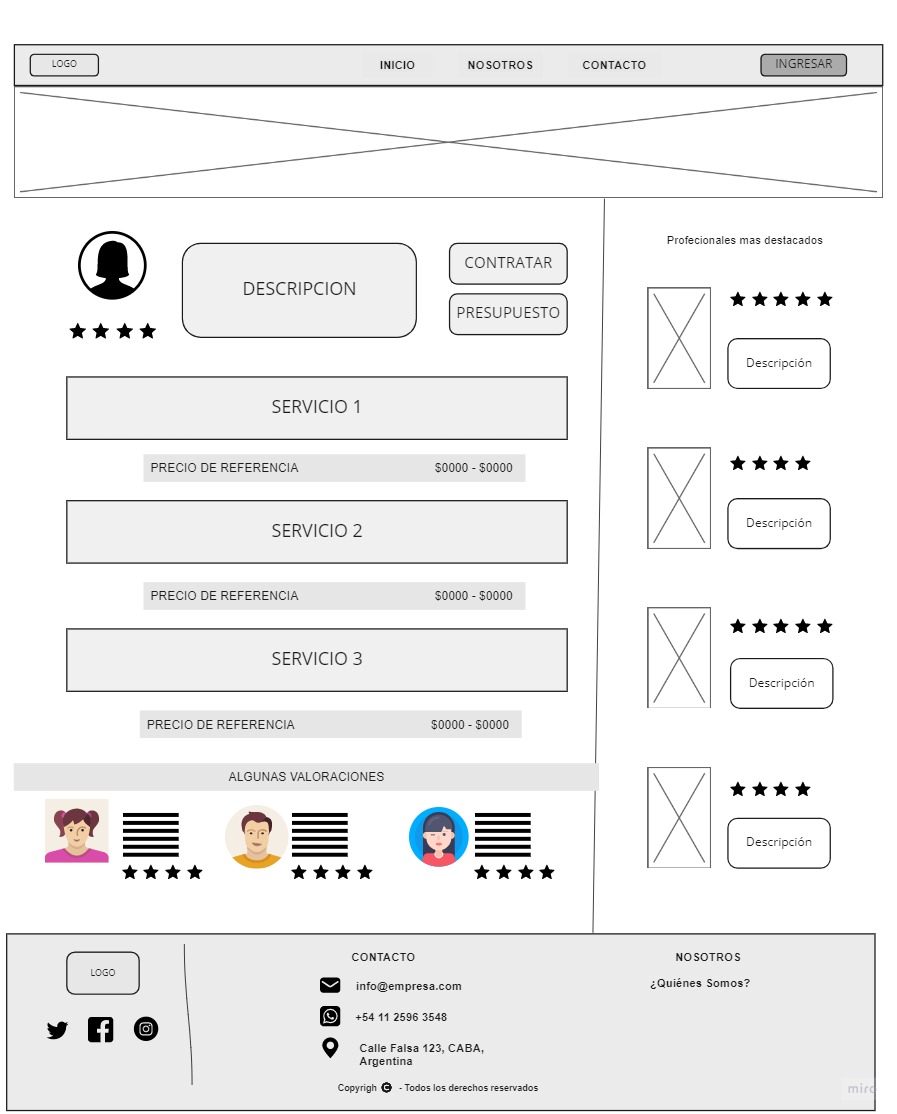 LOGO
INICIO
NOSOTROS
CONTACTO
INGRESAR
DESCRIPCION
CONTRATAR
PRESUPUESTO
SERVICIO 1
PRECIO DE REFERENCIA $0000 - $0000
SERVICIO 2
PRECIO DE REFERENCIA $0000 - $0000
SERVICIO 3
PRECIO DE REFERENCIA $0000 - $0000
ALGUNAS VALORACIONES
Profecionales mas destacados
Descripción
Descripción
Descripción
Descripción
LOGO
CONTACTO
info@empresa.com
+54 11 2596 3548
Calle Falsa 123, CABA,
Argentina
Copyrigh C - Todos los derechos reservados
NOSOTROS
¿Quiénes Somos?
miro